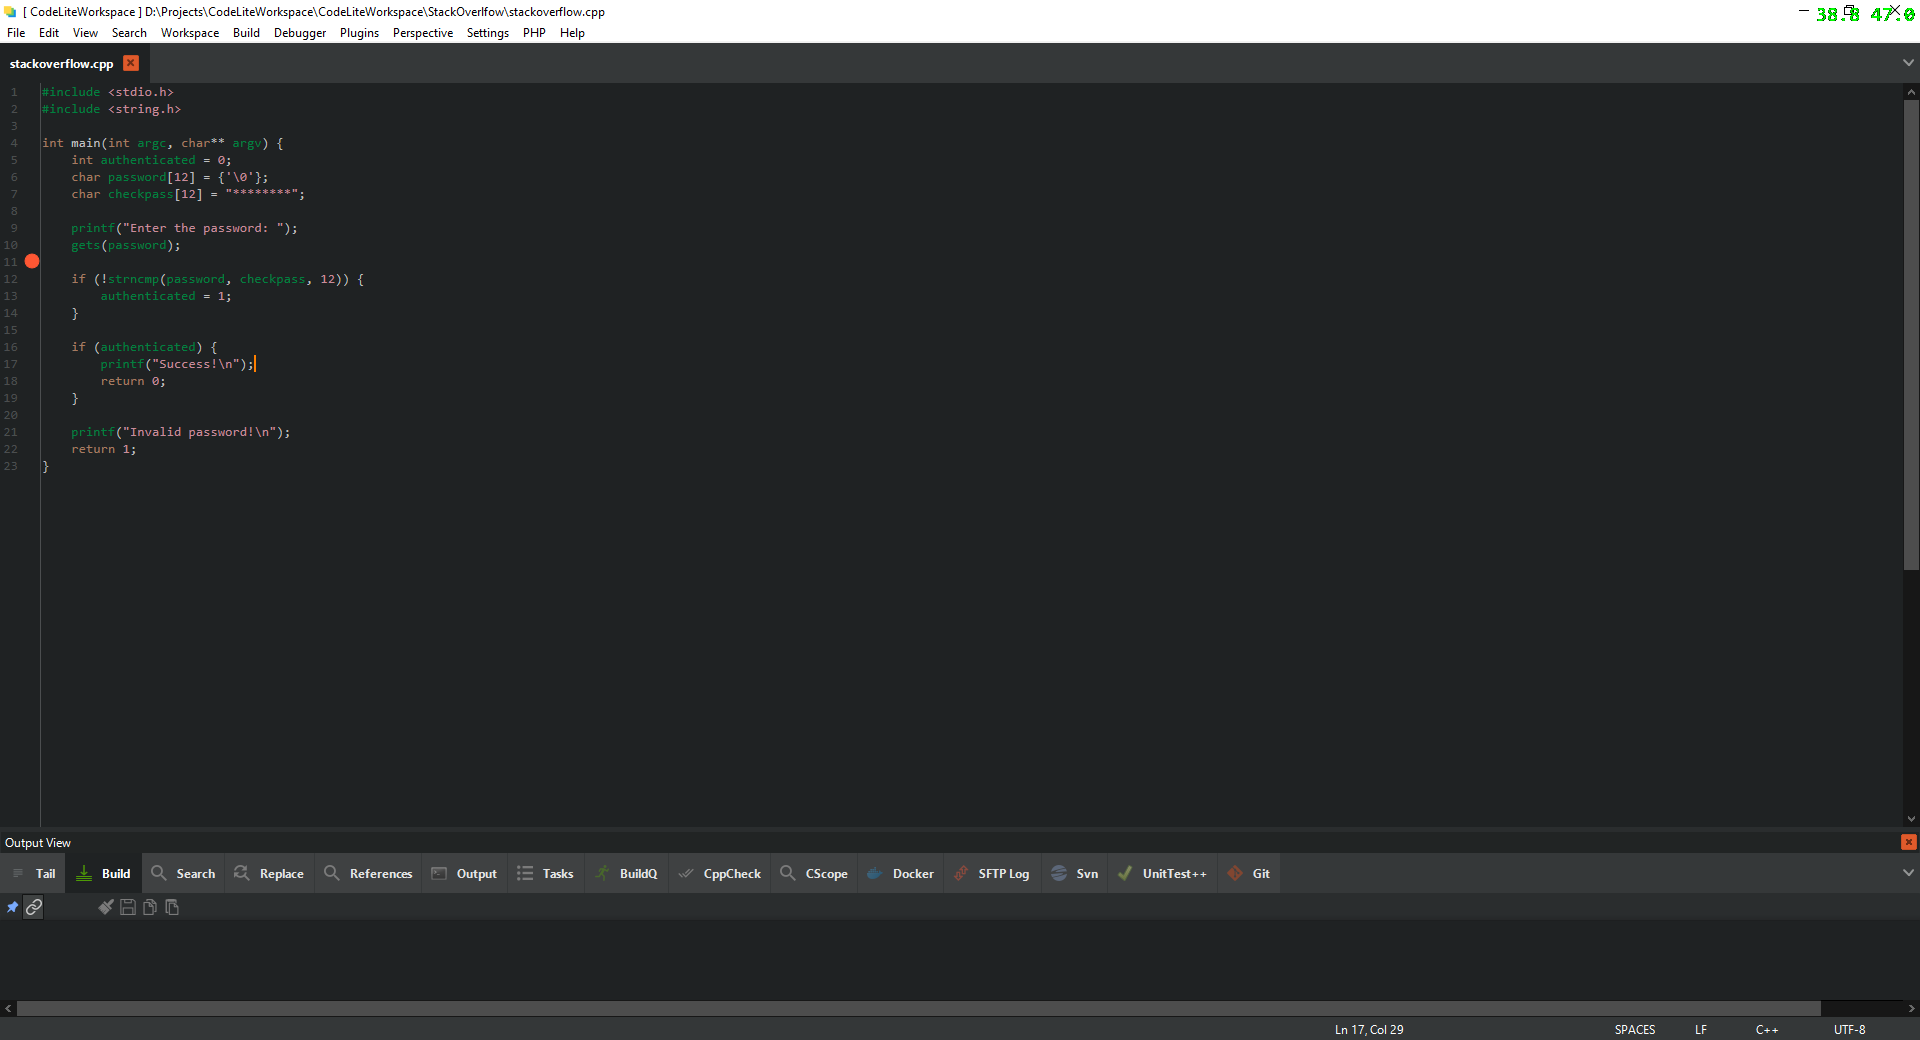 [ CodeLiteWorkspace ] D:\Projects\CodeLiteWorkspace\CodeLiteWorkspace\StackOverlfow\stackoverflow.cpp
38.8 47.0
File Edit View Search Workspace Build Debugger Plugins Perspective Settings PHP Help
stackoverflow.cpp
1 #include <stdio.h>
2 #include <string.h>
3
4 int main(int argc, char** argv) {
5     int authenticated = 0;
6     char password[12] = {'\0'};
7     char checkpass[12] = "********";
8
9     printf("Enter the password: ");
10     gets(password);
11
12     if (!strncmp(password, checkpass, 12)) {
13         authenticated = 1;
14     }
15
16     if (authenticated) {
17         printf("Success!\n");
18         return 0;
19     }
20
21     printf("Invalid password!\n");
22     return 1;
23 }
Output View
Tail Build Search Replace References Output Tasks BuildQ CppCheck CScope Docker SFTP Log Svn UnitTest++ Git
Ln 17, Col 29 SPACES LF C++ UTF-8